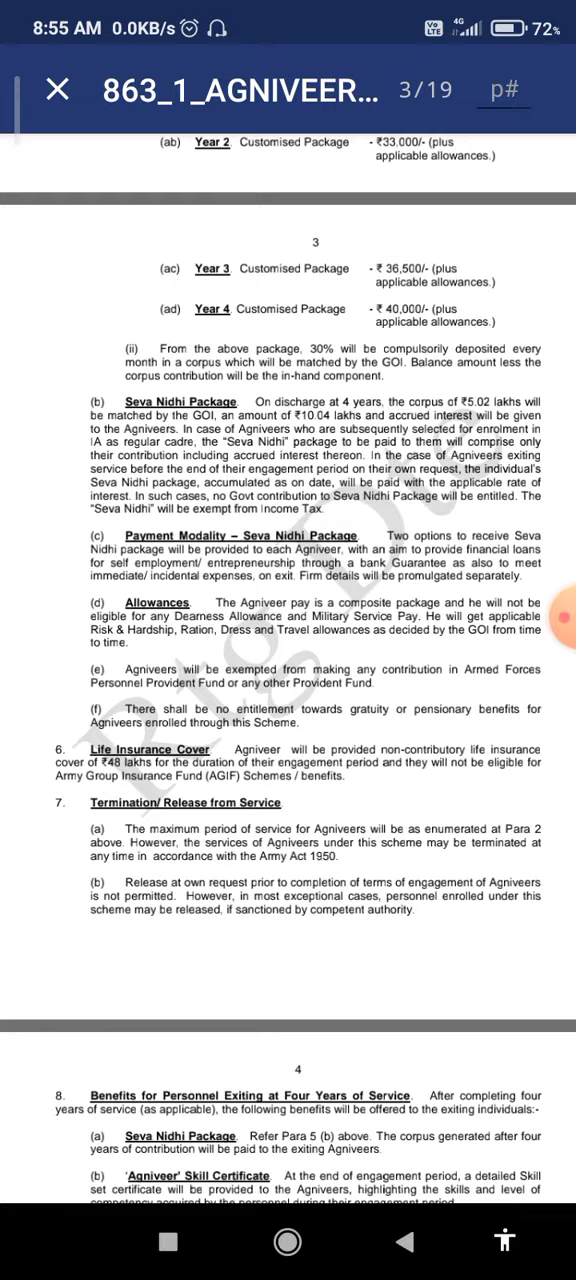 8:55 AM 0.0KB/s Vo LTE 4G 72%
863_1_AGNIVEER... 3/19 p#
(ab) Year 2. Customised Package - ₹33,000/- (plus
applicable allowances.)
3
(ac) Year 3. Customised Package - ₹ 36,500/- (plus
applicable allowances.)
(ad) Year 4. Customised Package - ₹ 40,000/- (plus
applicable allowances.)
(ii) From the above package, 30% will be compulsorily deposited every
month in a corpus which will be matched by the GOI. Balance amount less the
corpus contribution will be the in-hand component.
(b) Seva Nidhi Package. On discharge at 4 years, the corpus of ₹5.02 lakhs will
be matched by the GOI, an amount of ₹10.04 lakhs and accrued interest will be given
to the Agniveers. In case of Agniveers who are subsequently selected for enrolment in
IA as regular cadre, the “Seva Nidhi” package to be paid to them will comprise only
their contribution including accrued interest thereon. In the case of Agniveers exiting
service before the end of their engagement period on their own request, the individual’s
Seva Nidhi package, accumulated as on date, will be paid with the applicable rate of
interest. In such cases, no Govt contribution to Seva Nidhi Package will be entitled. The
“Seva Nidhi” will be exempt from Income Tax.
(c) Payment Modality – Seva Nidhi Package. Two options to receive Seva
Nidhi package will be provided to each Agniveer, with an aim to provide financial loans
for self employment/ entrepreneurship through a bank Guarantee as also to meet
immediate/ incidental expenses, on exit. Firm details will be promulgated separately.
(d) Allowances. The Agniveer pay is a composite package and he will not be
eligible for any Dearness Allowance and Military Service Pay. He will get applicable
Risk & Hardship, Ration, Dress and Travel allowances as decided by the GOI from time
to time.
(e) Agniveers will be exempted from making any contribution in Armed Forces
Personnel Provident Fund or any other Provident Fund.
(f) There shall be no entitlement towards gratuity or pensionary benefits for
Agniveers enrolled through this Scheme.
6. Life Insurance Cover. Agniveer will be provided non-contributory life insurance
cover of ₹48 lakhs for the duration of their engagement period and they will not be eligible for
Army Group Insurance Fund (AGIF) Schemes / benefits.
7. Termination/ Release from Service.
(a) The maximum period of service for Agniveers will be as enumerated at Para 2
above. However, the services of Agniveers under this scheme may be terminated at
any time in accordance with the Army Act 1950.
(b) Release at own request prior to completion of terms of engagement of Agniveers
is not permitted. However, in most exceptional cases, personnel enrolled under this
scheme may be released, if sanctioned by competent authority.
Rtg Dte
4
8. Benefits for Personnel Exiting at Four Years of Service. After completing four
years of service (as applicable), the following benefits will be offered to the exiting individuals:-
(a) Seva Nidhi Package. Refer Para 5 (b) above. The corpus generated after four
years of contribution will be paid to the exiting Agniveers.
(b) ‘Agniveer’ Skill Certificate. At the end of engagement period, a detailed Skill
set certificate will be provided to the Agniveers, highlighting the skills and level of
competency acquired by the personnel during their engagement period.